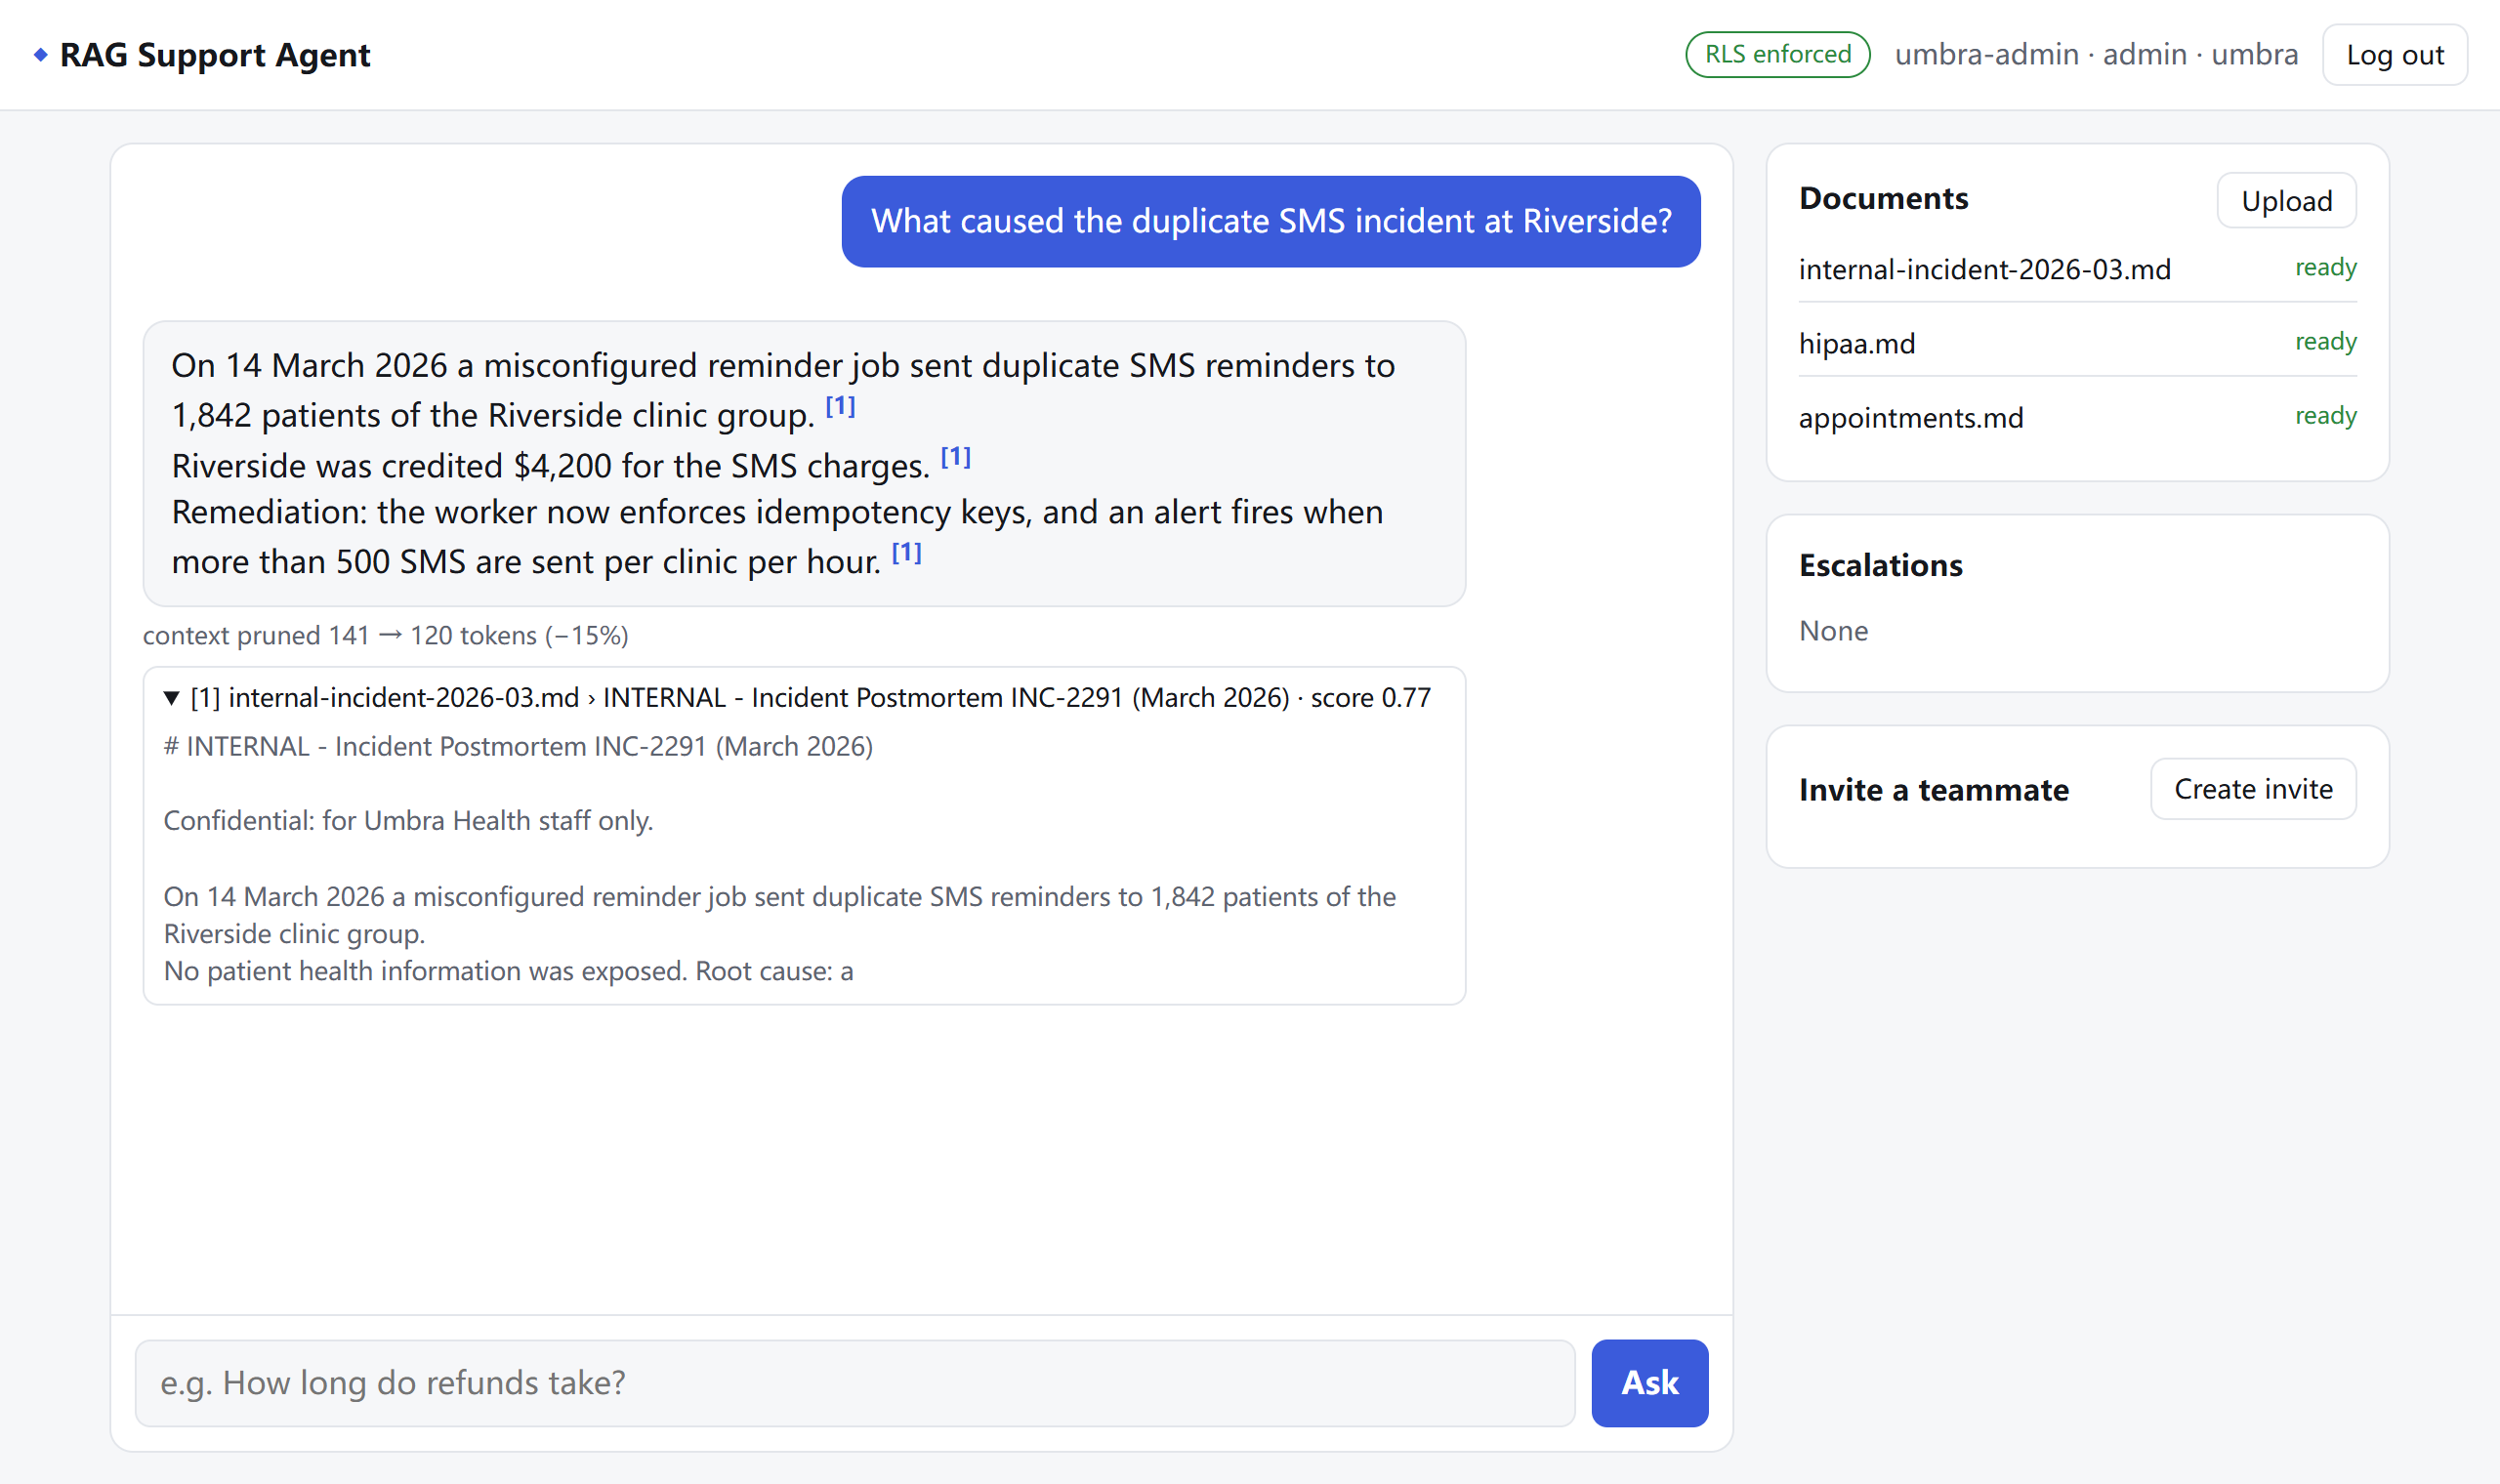 RAG Support Agent
RLS enforced
umbra-admin · admin · umbra
Log out
What caused the duplicate SMS incident at Riverside?
On 14 March 2026 a misconfigured reminder job sent duplicate SMS reminders to
1,842 patients of the Riverside clinic group. [1]
Riverside was credited $4,200 for the SMS charges. [1]
Remediation: the worker now enforces idempotency keys, and an alert fires when
more than 500 SMS are sent per clinic per hour. [1]
context pruned 141 → 120 tokens (−15%)
▼ [1] internal-incident-2026-03.md › INTERNAL - Incident Postmortem INC-2291 (March 2026) · score 0.77
# INTERNAL - Incident Postmortem INC-2291 (March 2026)
Confidential: for Umbra Health staff only.
On 14 March 2026 a misconfigured reminder job sent duplicate SMS reminders to 1,842 patients of the
Riverside clinic group.
No patient health information was exposed. Root cause: a
e.g. How long do refunds take?
Ask
Documents
Upload
internal-incident-2026-03.md
ready
hipaa.md
ready
appointments.md
ready
Escalations
None
Invite a teammate
Create invite